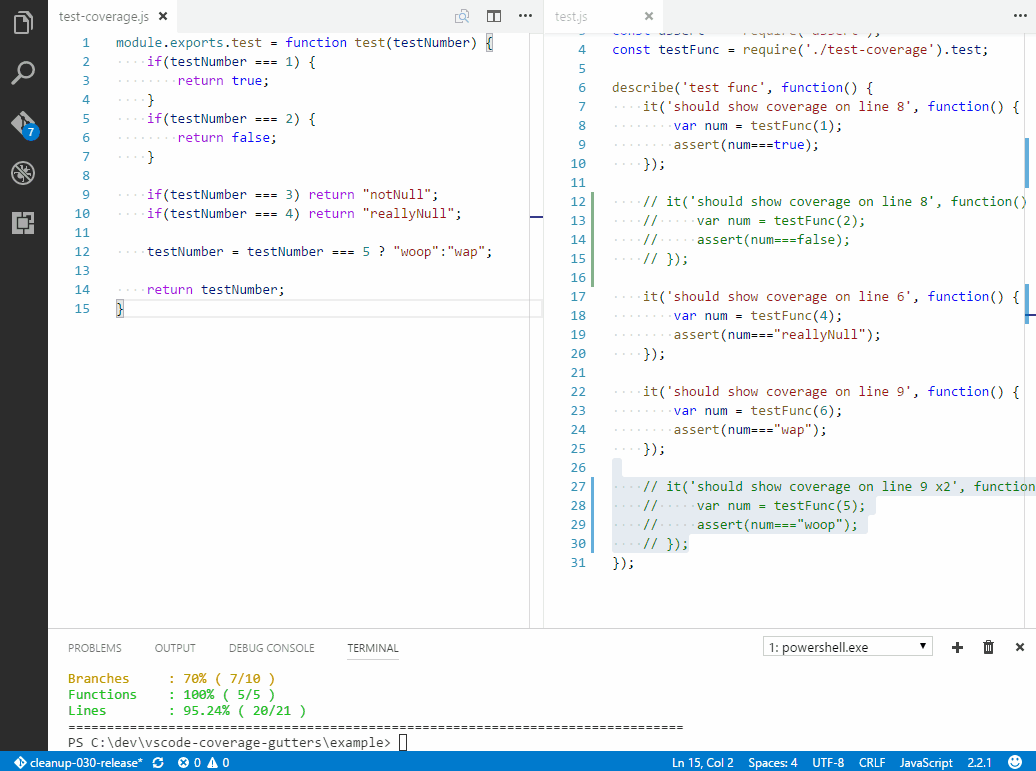 test-coverage.js
1 module.exports.test = function test(testNumber) {
2 if(testNumber === 1) {
3 return true;
4 }
5 if(testNumber === 2) {
6 return false;
7 }
8
9 if(testNumber === 3) return "notNull";
10 if(testNumber === 4) return "reallyNull";
11
12 testNumber = testNumber === 5 ? "woop":"wap";
13
14 return testNumber;
15 }
test.js
const assert = require('assert');
4 const testFunc = require('./test-coverage').test;
5
6 describe('test func', function() {
7 it('should show coverage on line 8', function() {
8 var num = testFunc(1);
9 assert(num===true);
10 });
11
12 // it('should show coverage on line 8', function()
13 // var num = testFunc(2);
14 // assert(num===false);
15 // });
16
17 it('should show coverage on line 6', function() {
18 var num = testFunc(4);
19 assert(num==="reallyNull");
20 });
21
22 it('should show coverage on line 9', function() {
23 var num = testFunc(6);
24 assert(num==="wap");
25 });
26
27 // it('should show coverage on line 9 x2', function
28 // var num = testFunc(5);
29 // assert(num==="woop");
30 // });
31 });
7
PROBLEMS OUTPUT DEBUG CONSOLE TERMINAL 1: powershell.exe
Branches : 70% ( 7/10 )
Functions : 100% ( 5/5 )
Lines : 95.24% ( 20/21 )
================================================================================
PS C:\dev\vscode-coverage-gutters\example>
cleanup-030-release* 0 0 Ln 15, Col 2 Spaces: 4 UTF-8 CRLF JavaScript 2.2.1